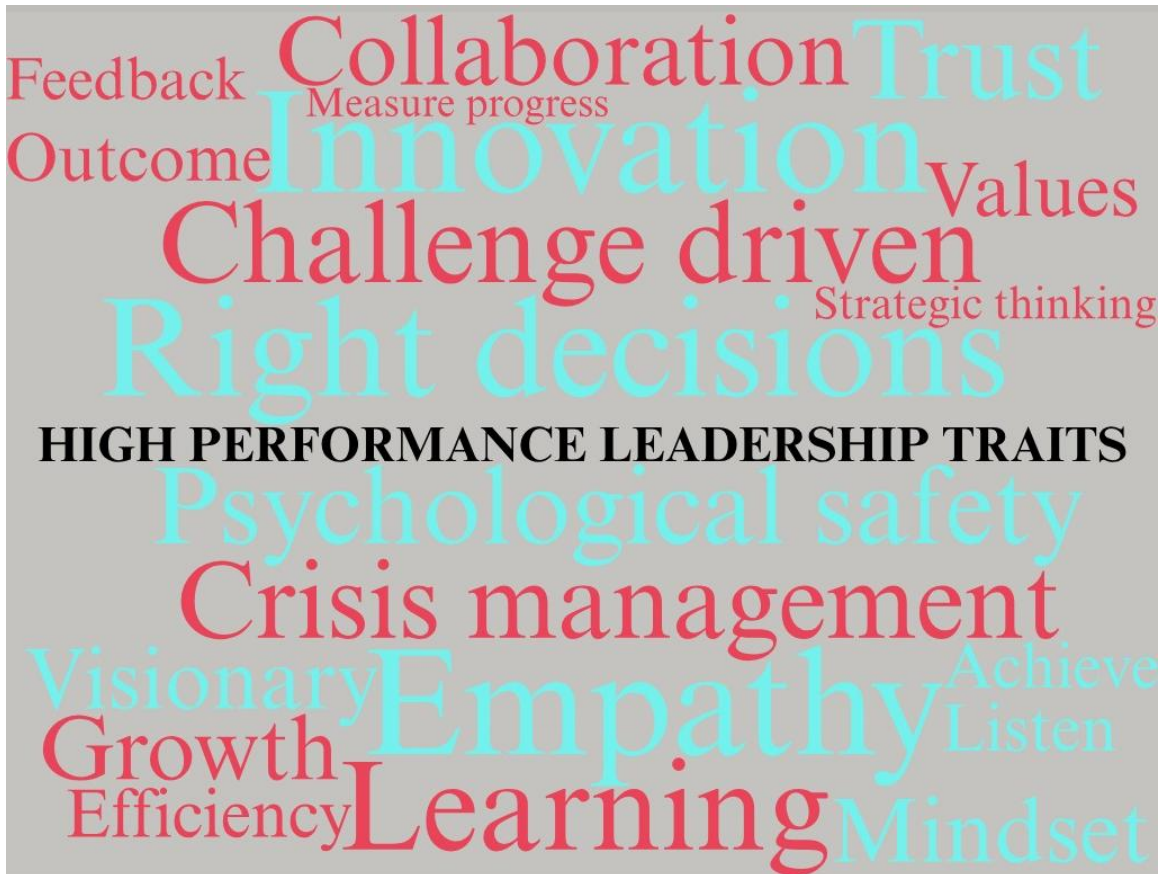 Collaboration
Trust
Feedback
Measure progress
Innovation
Outcome
Values
Challenge driven
Strategic thinking
Right decisions
HIGH PERFORMANCE LEADERSHIP TRAITS
Psychological safety
Crisis management
Visionary
Empathy
Achieve
Listen
Growth
Efficiency
Learning
Mindset